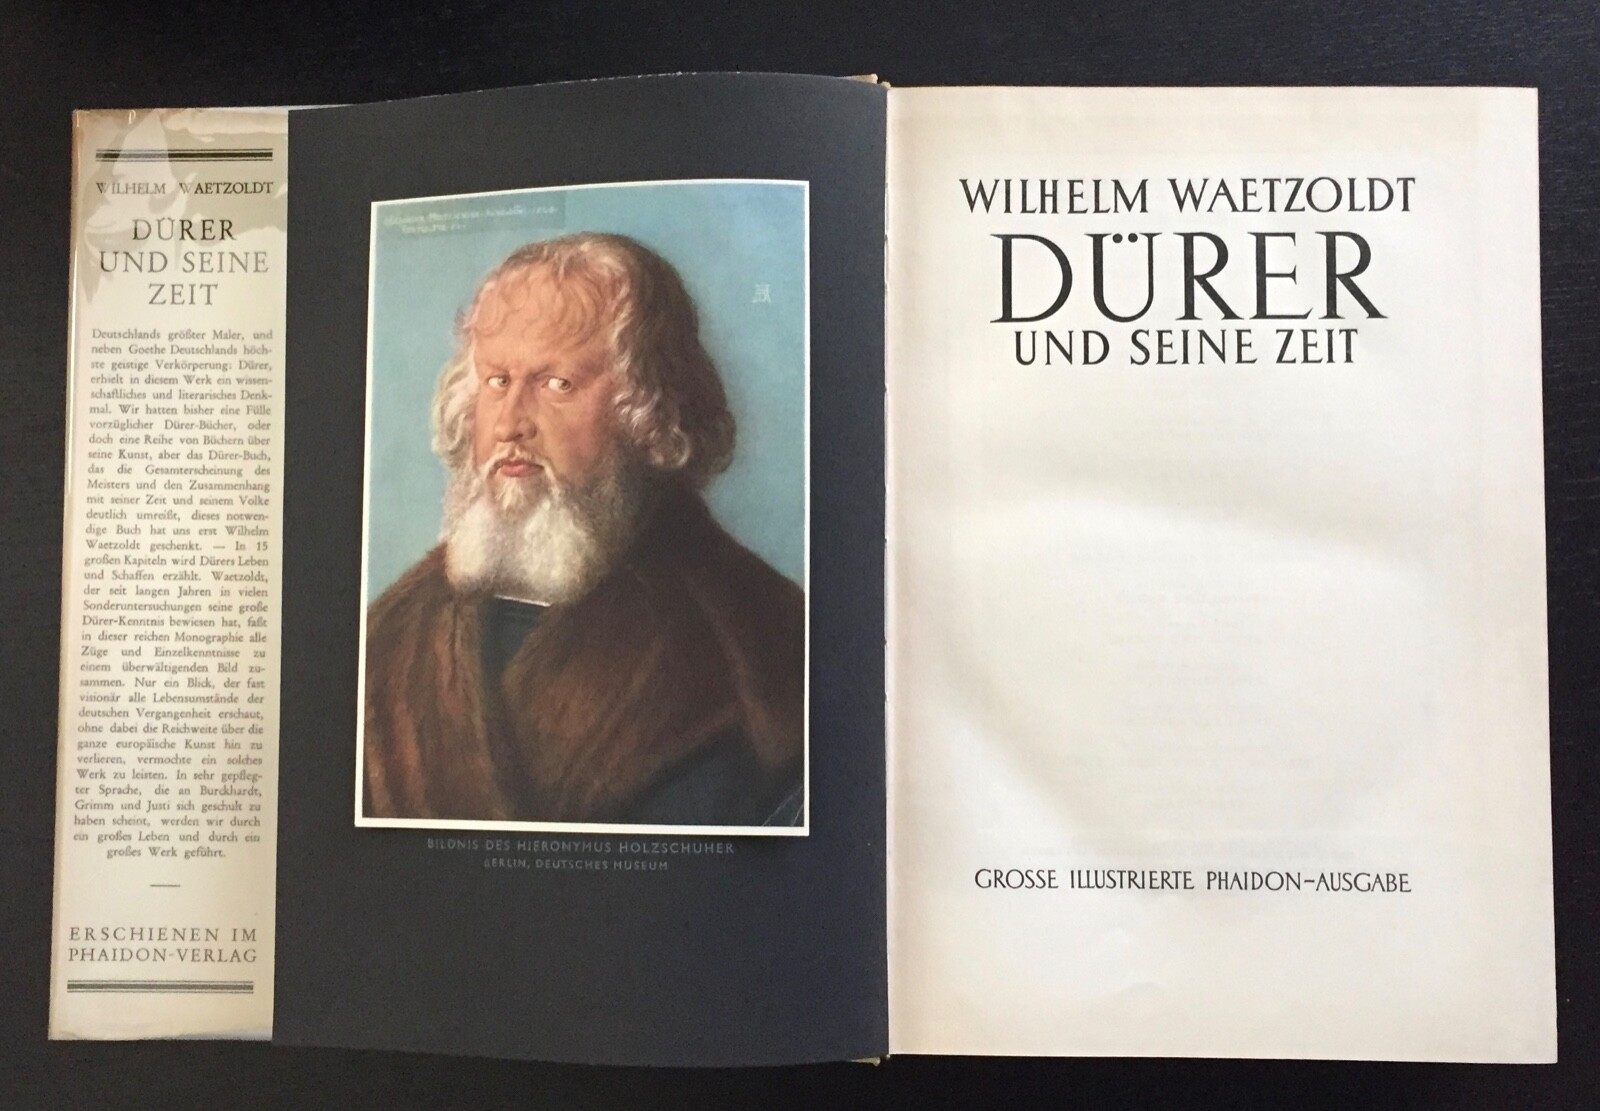 WILHELM WAETZOLDT
DÜRER
UND SEINE
ZEIT
Deutschlands größter Maler, und
neben Goethe Deutschlands höch-
ste geistige Verkörperung: Dürer,
erhielt in diesem Werk ein wissen-
schaftliches und literarisches Denk-
mal. Wir hatten bisher eine Fülle
vorzüglicher Dürer-Bücher, oder
doch eine Reihe von Büchern über
seine Kunst, aber das Dürer-Buch,
das die Gesamterscheinung des
Meisters und den Zusammenhang
mit seiner Zeit und seinem Volke
deutlich umreißt, dieses notwen-
dige Buch hat uns erst Wilhelm
Waetzoldt geschenkt. — In 15
großen Kapiteln wird Dürers Leben
und Schaffen erzählt. Waetzoldt,
der seit langen Jahren in vielen
Sonderuntersuchungen seine große
Dürer-Kenntnis bewiesen hat, faßt
in dieser reichen Monographie alle
Züge und Einzelkenntnisse zu
einem überwältigenden Bild zu-
sammen. Nur ein Blick, der fast
visionär alle Lebensumstände der
deutschen Vergangenheit erschaut,
ohne dabei die Reichweite über die
ganze europäische Kunst hin zu
verlieren, vermochte ein solches
Werk zu leisten. In sehr gepfleg-
ter Sprache, die an Burckhardt,
Grimm und Justi sich geschult zu
haben scheint, werden wir durch
ein großes Leben und durch ein
großes Werk geführt.
ERSCHIENEN IM
PHAIDON-VERLAG
BILDNIS DES HIERONYMUS HOLZSCHUHER
BERLIN, DEUTSCHES MUSEUM
WILHELM WAETZOLDT
DÜRER
UND SEINE ZEIT
GROSSE ILLUSTRIERTE PHAIDON-AUSGABE